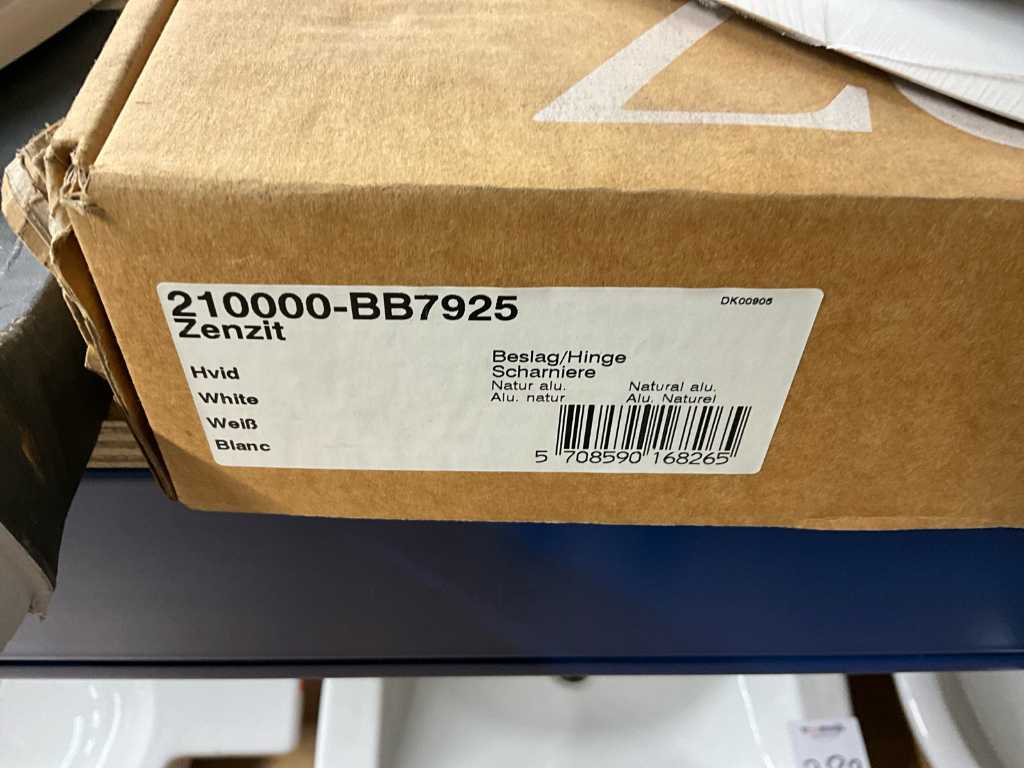 210000-BB7925
DK00905
Zenzit
Hvid
White
Weiß
Blanc
Beslag/Hinge
Scharniere
Natur alu. Natural alu.
Alu. natur Alu. Naturel
5 708590 168265